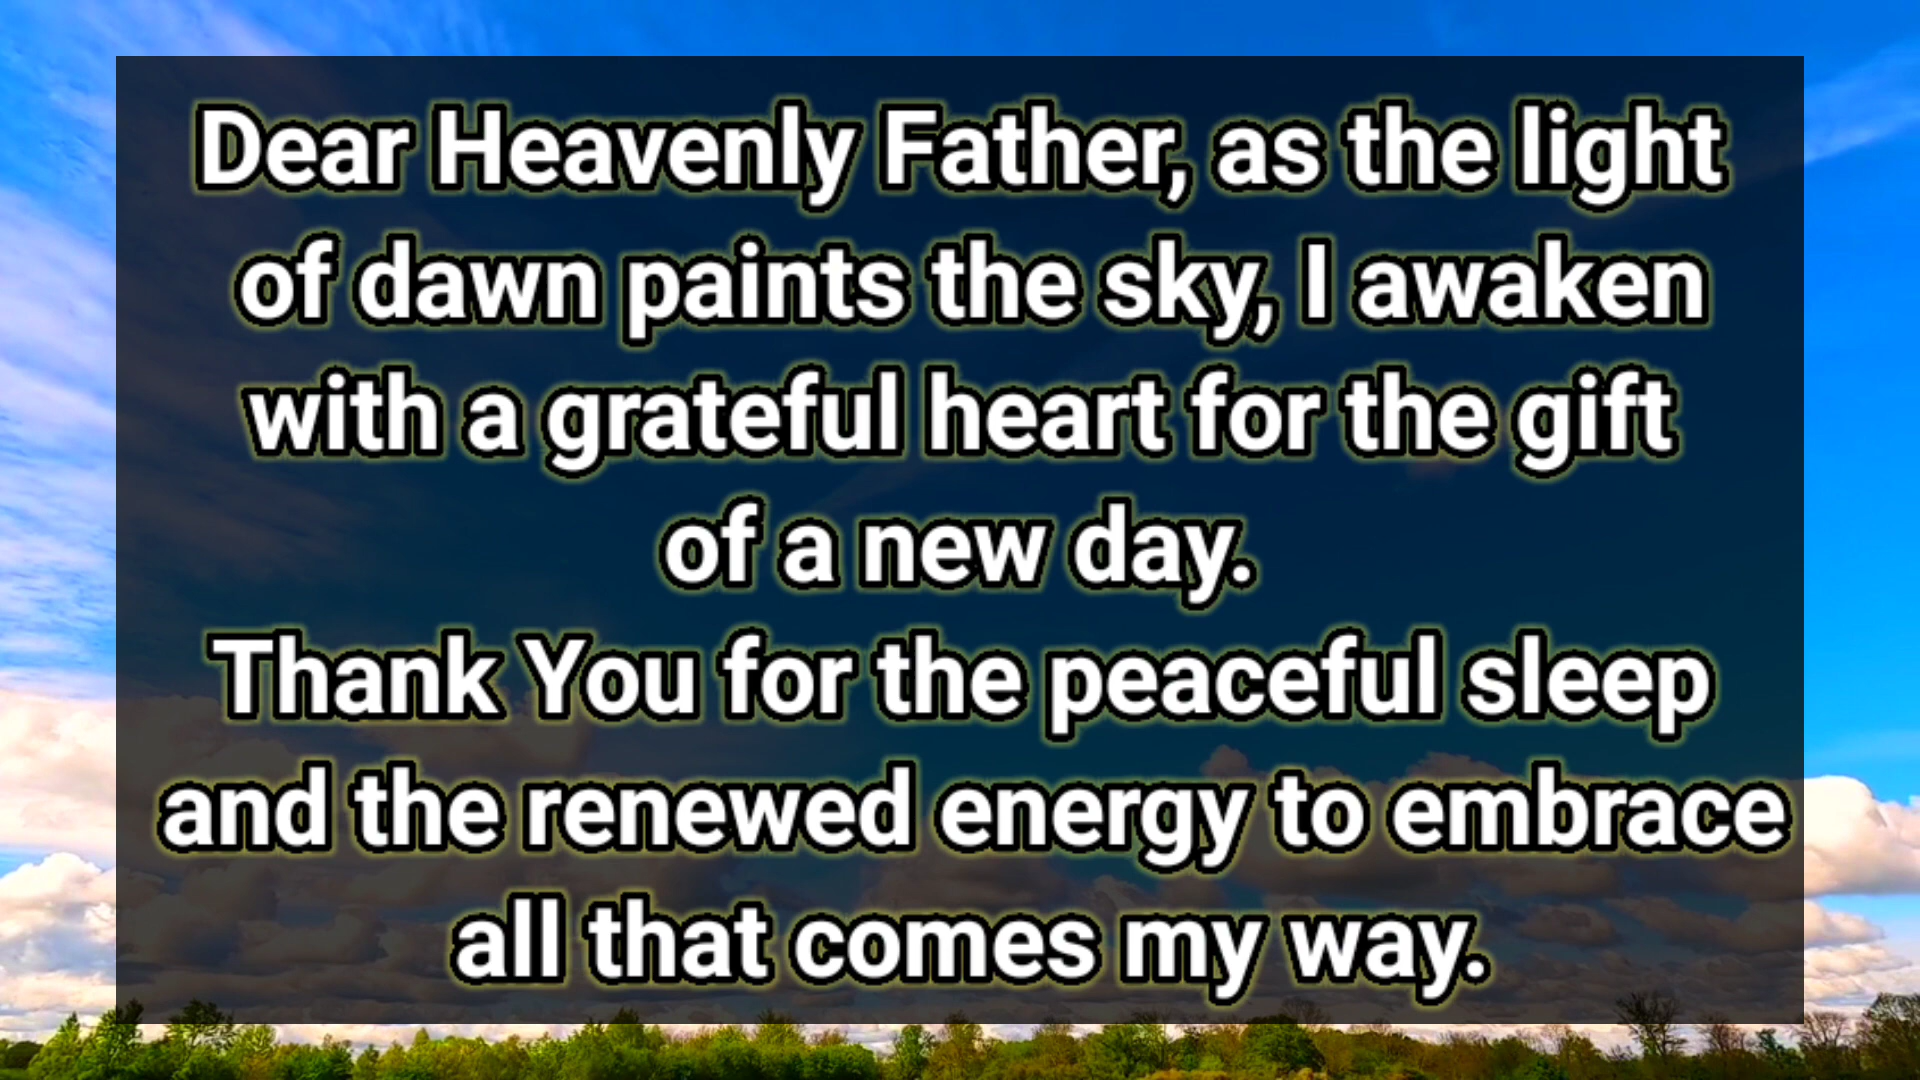 Dear Heavenly Father, as the light
of dawn paints the sky, I awaken
with a grateful heart for the gift
of a new day.
Thank You for the peaceful sleep
and the renewed energy to embrace
all that comes my way.